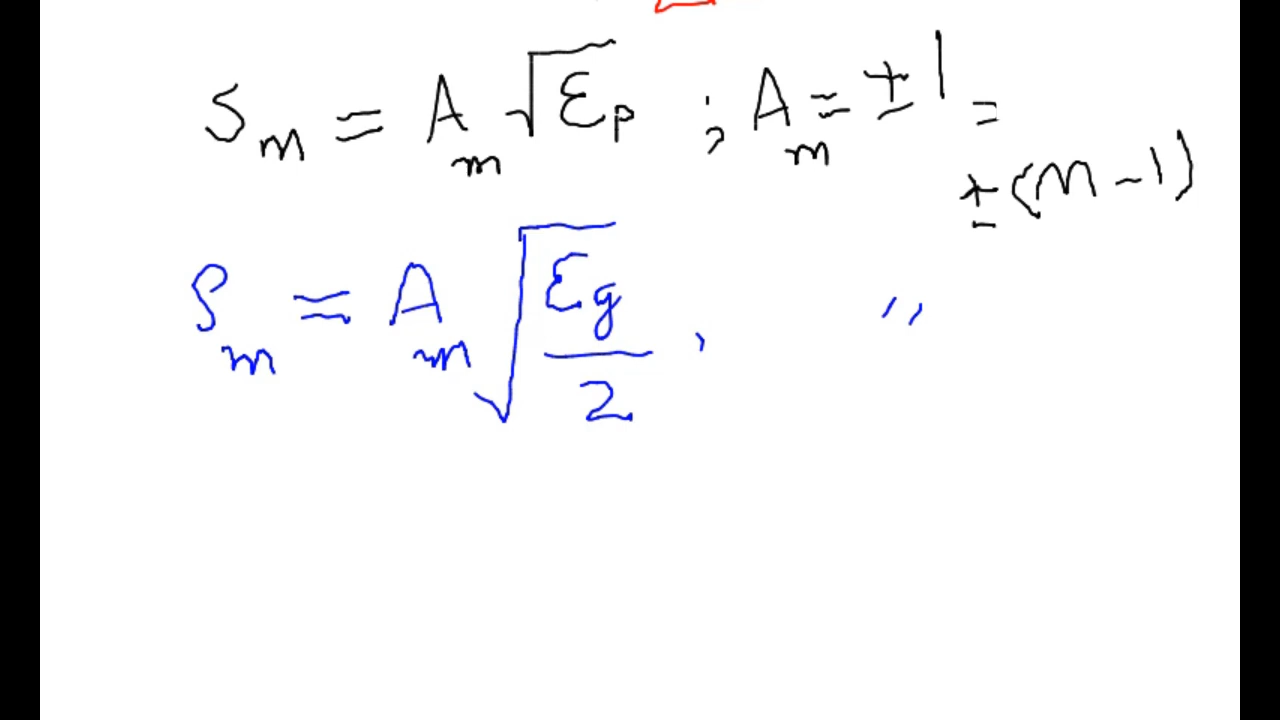 S_m = A_m √ℰ_p ; A_m = ±1 =
±(M-1)
S_m = A_m √(ℰ_g/2) , "